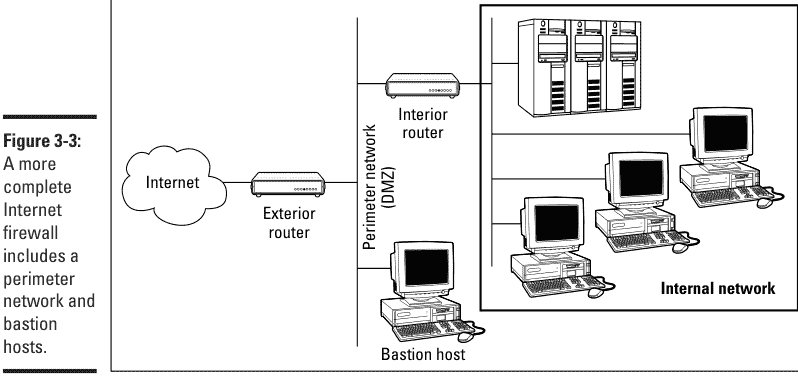 Figure 3-3:
A more
complete
Internet
firewall
includes a
perimeter
network and
bastion
hosts.
Internet
Exterior
router
Perimeter network
(DMZ)
Interior
router
Bastion host
Internal network